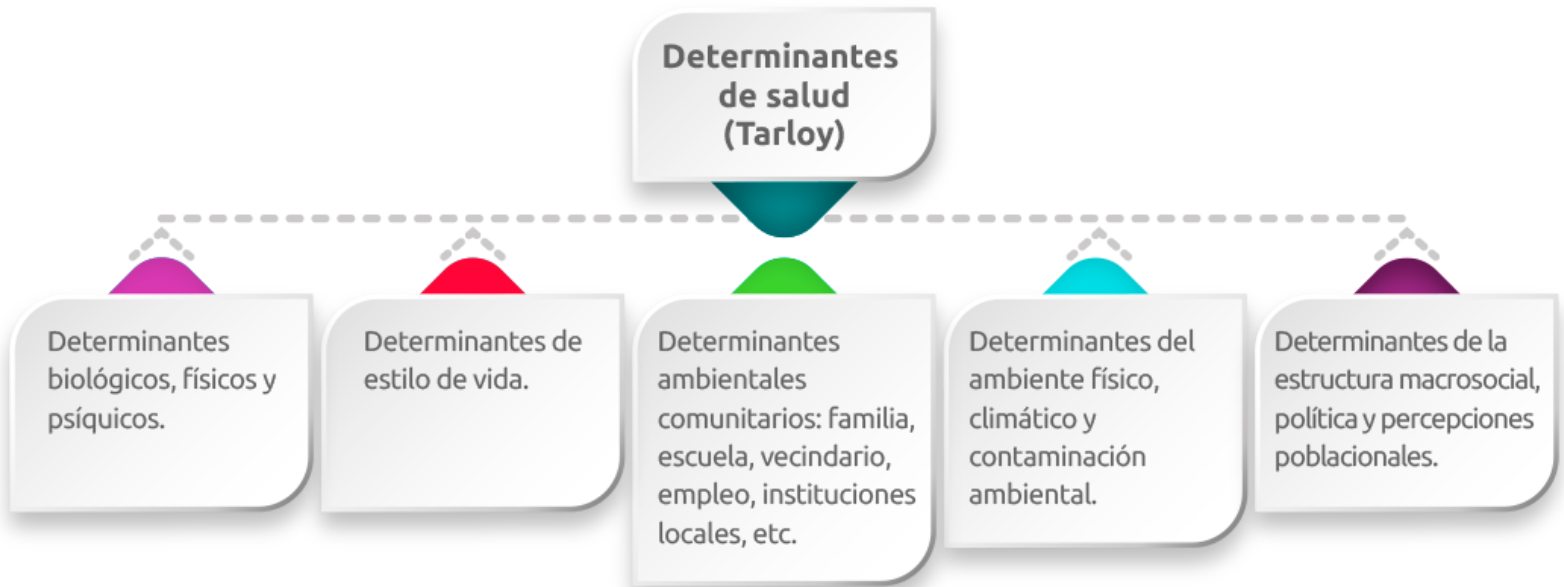 Determinantes
de salud
(Tarloy)
Determinantes
biológicos, físicos y
psíquicos.
Determinantes de
estilo de vida.
Determinantes
ambientales
comunitarios: familia,
escuela, vecindario,
empleo, instituciones
locales, etc.
Determinantes del
ambiente físico,
climático y
contaminación
ambiental.
Determinantes de la
estructura macrosocial,
política y percepciones
poblacionales.